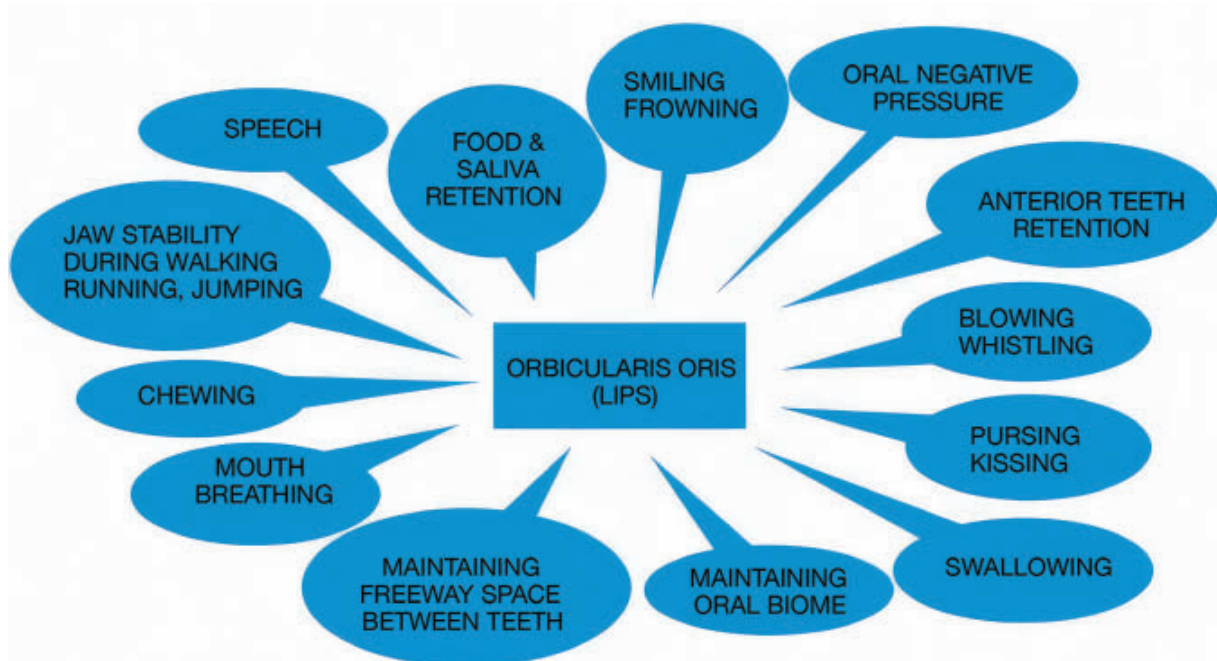 SMILING
FROWNING
ORAL NEGATIVE
PRESSURE
SPEECH
FOOD &
SALIVA
RETENTION
ANTERIOR TEETH
RETENTION
JAW STABILITY
DURING WALKING
RUNNING, JUMPING
BLOWING
WHISTLING
ORBICULARIS ORIS
(LIPS)
CHEWING
PURSING
KISSING
MOUTH
BREATHING
SWALLOWING
MAINTAINING
FREEWAY SPACE
BETWEEN TEETH
MAINTAINING
ORAL BIOME